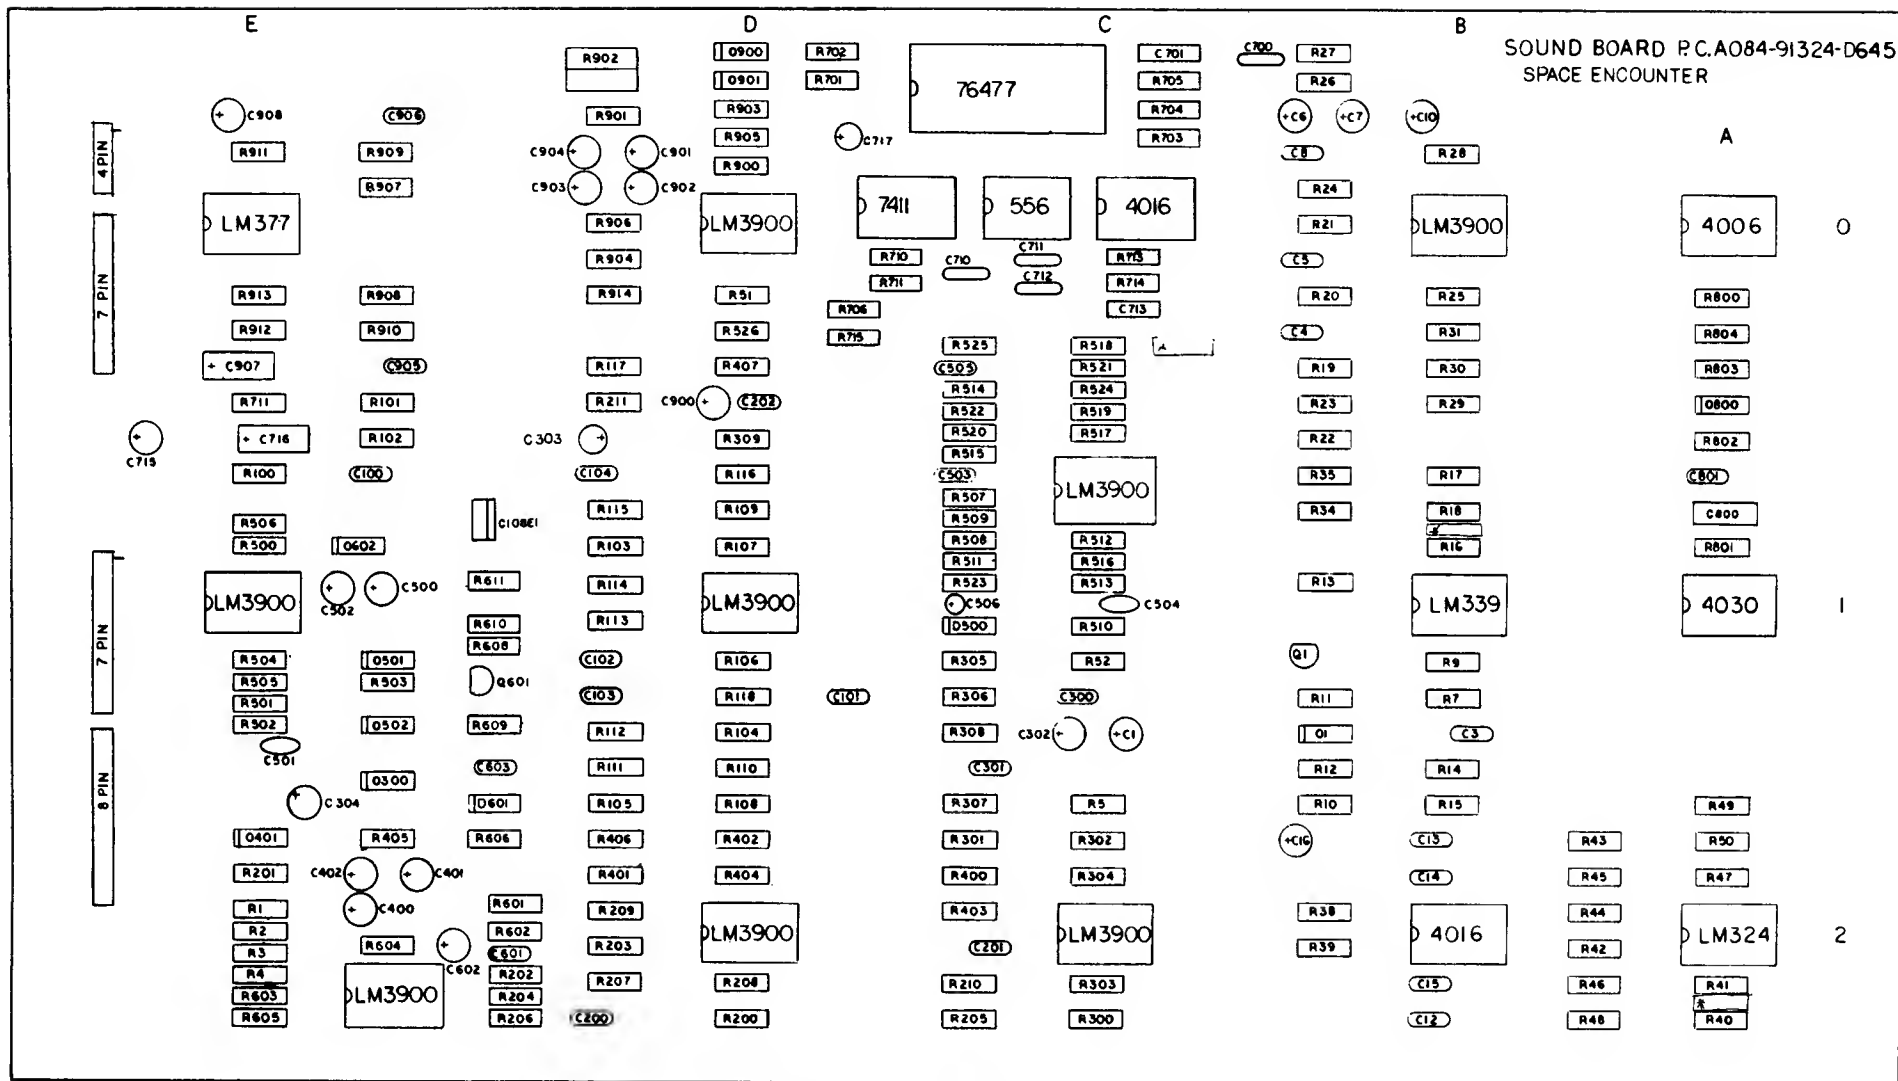 E D C B
SOUND BOARD P.C.A084-91324-D645
SPACE ENCOUNTER
A
R902 0900 R702 C701 C700 R27
0901 R701 76477 R705 R26
C908 C906 R901 R903 R704 +C6 +C7 +C10
R905 C717 R703
4 PIN R911 R909 C904 C901 R900 C8 R28
R907 C903 C902 R24
LM377 R906 LM3900 7411 556 4016 R21 LM3900 4006 0
R904 R710 C710 C711 R713 C5
7 PIN R711 C712 R714
R913 R908 R914 R51 R706 C713 R20 R25 R800
R912 R910 R526 R715 C4 R31 R804
R525 R518
+ C907 C905 R117 R407 C505 R521 R19 R30 R803
R514 R524
R711 R101 R211 C900 C202 R522 R519 R23 R29 0800
C715 + C716 R102 C303 R309 R520 R517 R22 R802
R515
R100 C100 C104 R116 C503 LM3900 R35 R17 C801
R507
C108E1 R115 R109 R509 R34 R18 C800
R506
R500 0602 R103 R107 R508 R512 R16 R801
R511 R516
7 PIN LM3900 C502 C500 R611 R114 LM3900 R523 R513 R13 LM339 4030 1
R610 R113 C506 C504
R608 D500 R510
R504 0501 C102 R106 R305 R52 Q1 R9
R505 R503 Q601
R501 C103 R118 C101 R306 C300 R11 R7
R502 0502 R609 R112 R104 R308 C302 +C1 01 C3
C501
8 PIN 0300 C603 R111 R110 C301 R12 R14
C304 D601 R105 R108 R307 R5 R10 R15 R49
0401 R405 R606 R406 R402 R301 R302 +C16 C13 R43 R50
R201 C402 C401 R401 R404 R400 R304 C14 R45 R47
R1 C400 R601 R209 LM3900 R403 LM3900 R38 4016 R44 LM324 2
R2 R602
R3 R604 C602 C601 R203 C201 R39 R42
R4 R202
R603 LM3900 R204 R207 R208 R210 R303 C15 R46 R41
R605 R206 C200 R200 R205 R300 C12 R48 R40